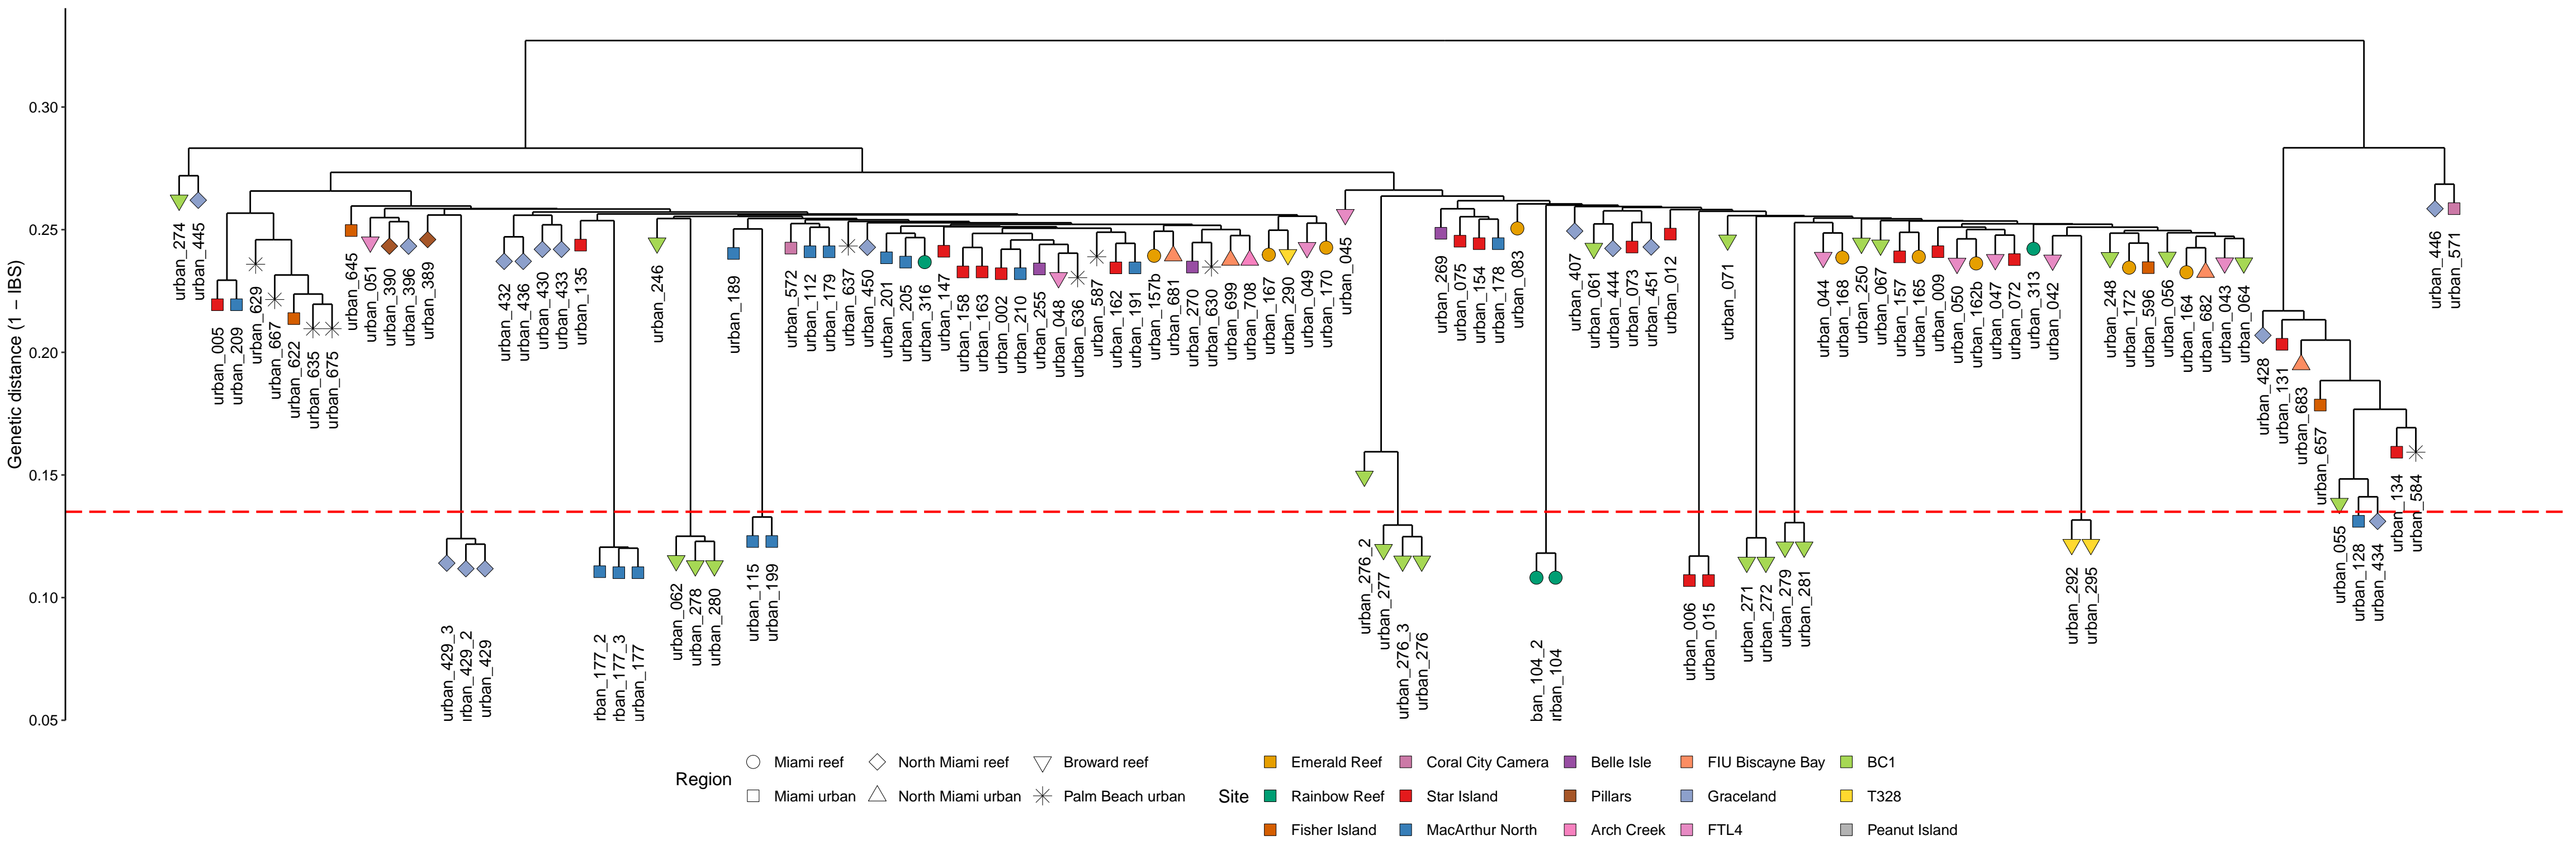 Genetic distance (1 − IBS)
0.30
0.25
0.20
0.15
0.10
0.05
urban_274
urban_445
urban_005
urban_209
urban_629
urban_667
urban_622
urban_635
urban_675
urban_645
urban_051
urban_390
urban_396
urban_389
urban_429_3
urban_429_2
urban_429
urban_432
urban_436
urban_430
urban_433
urban_135
rban_177_2
rban_177_3
urban_177
urban_246
urban_062
urban_278
urban_280
urban_189
urban_115
urban_199
urban_572
urban_112
urban_179
urban_637
urban_450
urban_201
urban_205
urban_316
urban_147
urban_158
urban_163
urban_002
urban_210
urban_255
urban_048
urban_636
urban_587
urban_162
urban_191
urban_157b
urban_681
urban_270
urban_630
urban_699
urban_708
urban_167
urban_290
urban_049
urban_170
urban_045
urban_276_2
urban_277
urban_276_3
urban_276
urban_269
urban_075
urban_154
urban_178
urban_083
ban_104_2
urban_104
urban_407
urban_061
urban_444
urban_073
urban_451
urban_012
urban_006
urban_015
urban_071
urban_271
urban_272
urban_279
urban_281
urban_044
urban_168
urban_250
urban_067
urban_157
urban_165
urban_009
urban_050
urban_162b
urban_047
urban_072
urban_313
urban_042
urban_292
urban_295
urban_248
urban_172
urban_596
urban_056
urban_164
urban_682
urban_043
urban_064
urban_428
urban_131
urban_683
urban_657
urban_055
urban_128
urban_434
urban_134
urban_584
urban_446
urban_571
Region
Miami reef
North Miami reef
Broward reef
Miami urban
North Miami urban
Palm Beach urban
Site
Emerald Reef
Coral City Camera
Belle Isle
FIU Biscayne Bay
BC1
Rainbow Reef
Star Island
Pillars
Graceland
T328
Fisher Island
MacArthur North
Arch Creek
FTL4
Peanut Island